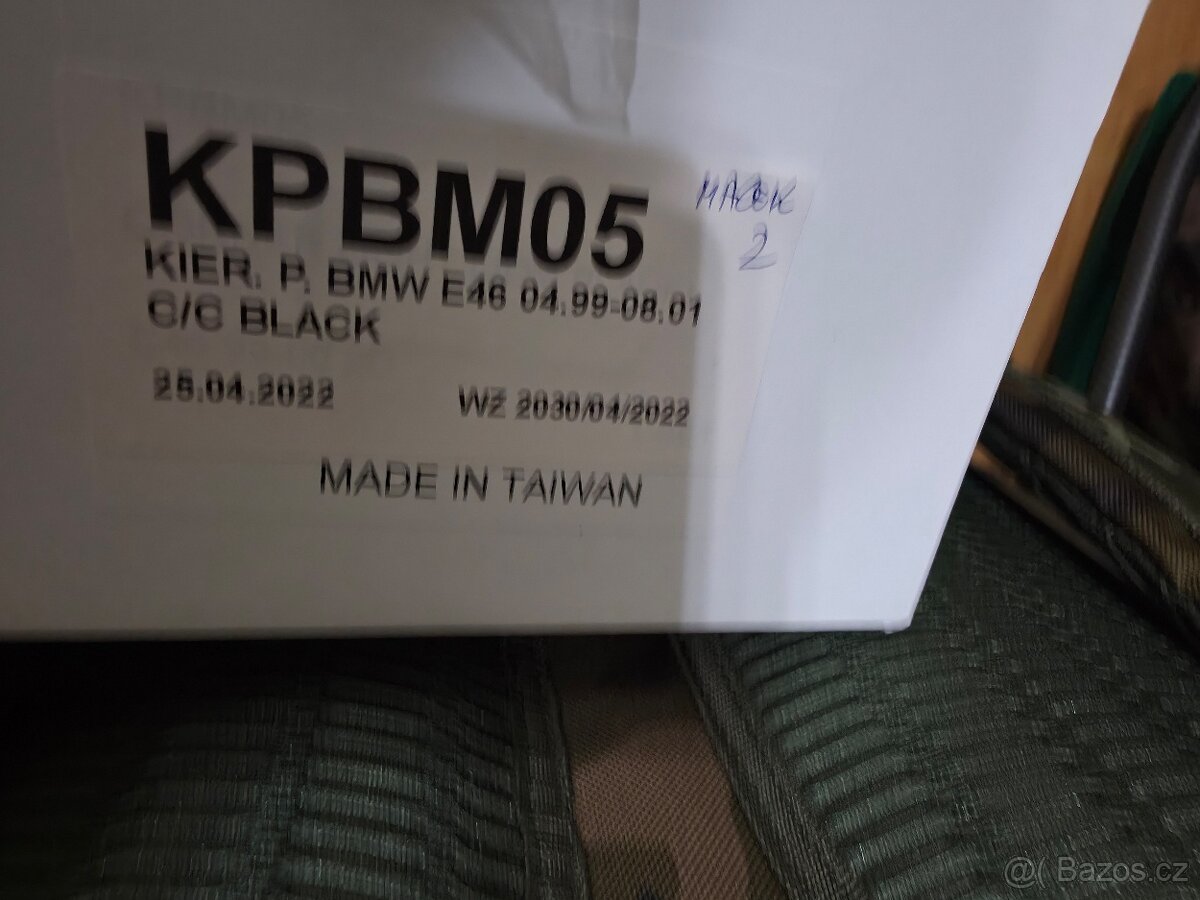 KPBM05
KIER. P. BMW E46 04.99-08.01
C/C BLACK
25.04.2022 WZ 2030/04/2022
MADE IN TAIWAN
2
@( Bazos.cz